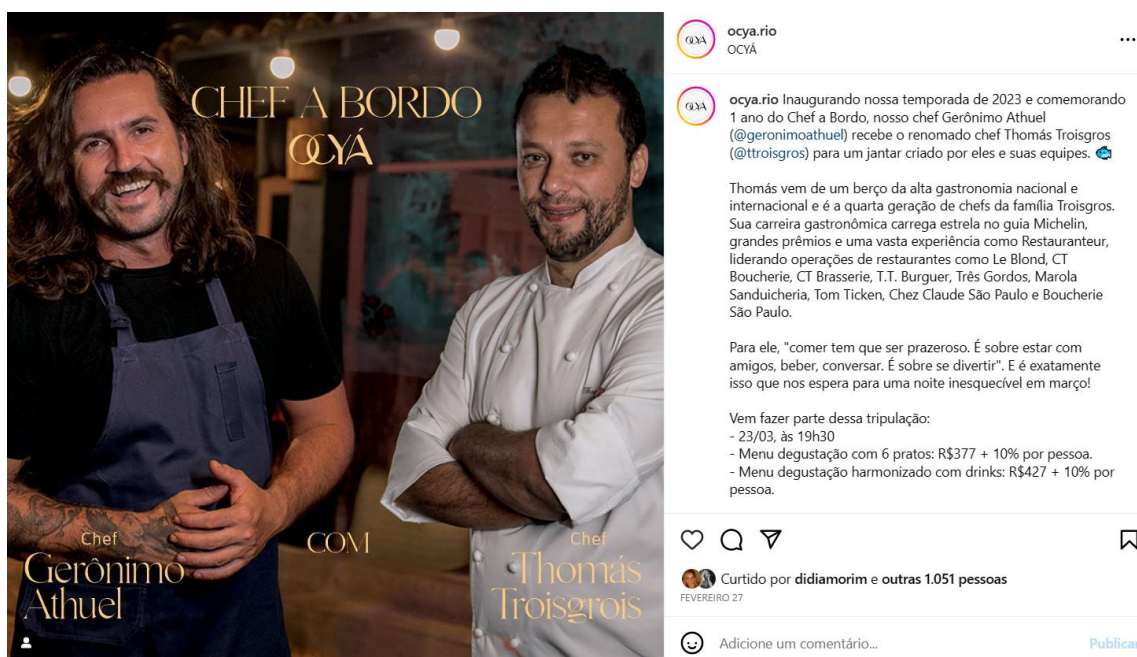 CHEF A BORDO
OCYÁ
Chef
Gerônimo
Athuel
COM
Chef
Thomás
Troisgrois
OCYÁ
ocya.rio
OCYÁ
OCYÁ
ocya.rio Inaugurando nossa temporada de 2023 e comemorando
1 ano do Chef a Bordo, nosso chef Gerônimo Athuel
(@geronimoathuel) recebe o renomado chef Thomás Troisgros
(@ttroisgros) para um jantar criado por eles e suas equipes. 🐟
Thomás vem de um berço da alta gastronomia nacional e
internacional e é a quarta geração de chefs da família Troisgros.
Sua carreira gastronômica carrega estrela no guia Michelin,
grandes prêmios e uma vasta experiência como Restauranteur,
liderando operações de restaurantes como Le Blond, CT
Boucherie, CT Brasserie, T.T. Burguer, Três Gordos, Marola
Sanduicheria, Tom Ticken, Chez Claude São Paulo e Boucherie
São Paulo.
Para ele, "comer tem que ser prazeroso. É sobre estar com
amigos, beber, conversar. É sobre se divertir". E é exatamente
isso que nos espera para uma noite inesquecível em março!
Vem fazer parte dessa tripulação:
- 23/03, às 19h30
- Menu degustação com 6 pratos: R$377 + 10% por pessoa.
- Menu degustação harmonizado com drinks: R$427 + 10% por
pessoa.
Curtido por didiamorim e outras 1.051 pessoas
FEVEREIRO 27
Adicione um comentário...
Publicar